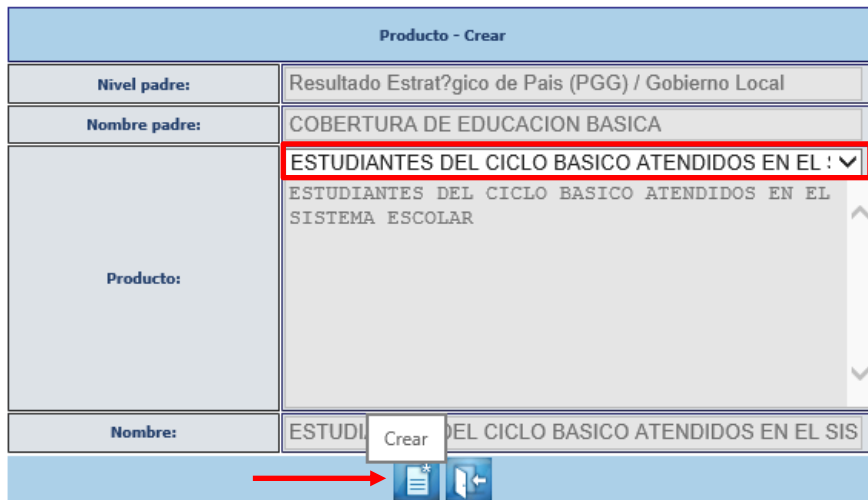 Producto - Crear
Nivel padre: Resultado Estrat?gico de Pais (PGG) / Gobierno Local
Nombre padre: COBERTURA DE EDUCACION BASICA
ESTUDIANTES DEL CICLO BASICO ATENDIDOS EN EL
ESTUDIANTES DEL CICLO BASICO ATENDIDOS EN EL
SISTEMA ESCOLAR
Producto:
Nombre: ESTUDI DEL CICLO BASICO ATENDIDOS EN EL SIS
Crear